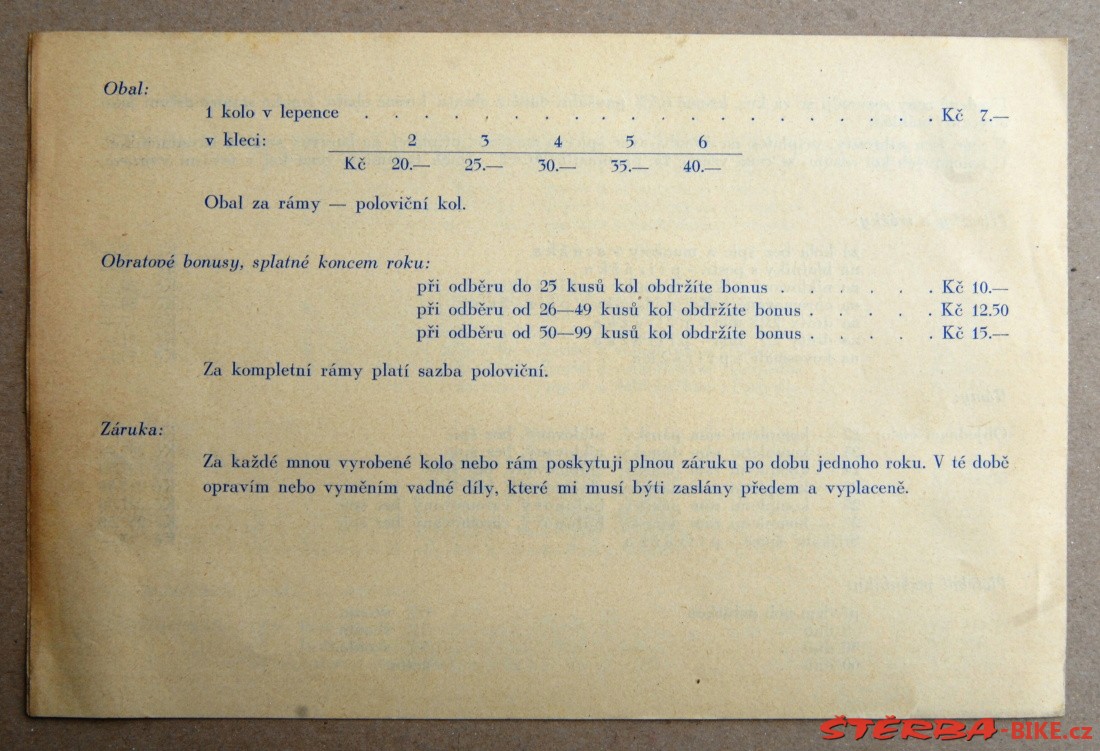 Obal:
1 kolo v lepence . . . . . . . . . . . . . . . . . . . . Kč 7.—
v kleci: 2 3 4 5 6
Kč 20.— 25.— 30.— 35.— 40.—
Obal za rámy — poloviční kol.
Obratové bonusy, splatné koncem roku:
při odběru do 25 kusů kol obdržíte bonus . . . . . . Kč 10.—
při odběru od 26—49 kusů kol obdržíte bonus . . . . . Kč 12.50
při odběru od 50—99 kusů kol obdržíte bonus . . . . . Kč 15.—
Za kompletní rámy platí sazba poloviční.
Záruka:
Za každé mnou vyrobené kolo nebo rám poskytuji plnou záruku po dobu jednoho roku. V té době
opravím nebo vyměním vadné díly, které mi musí býti zaslány předem a vyplaceně.
ŠTĚRBA-BIKE.cz